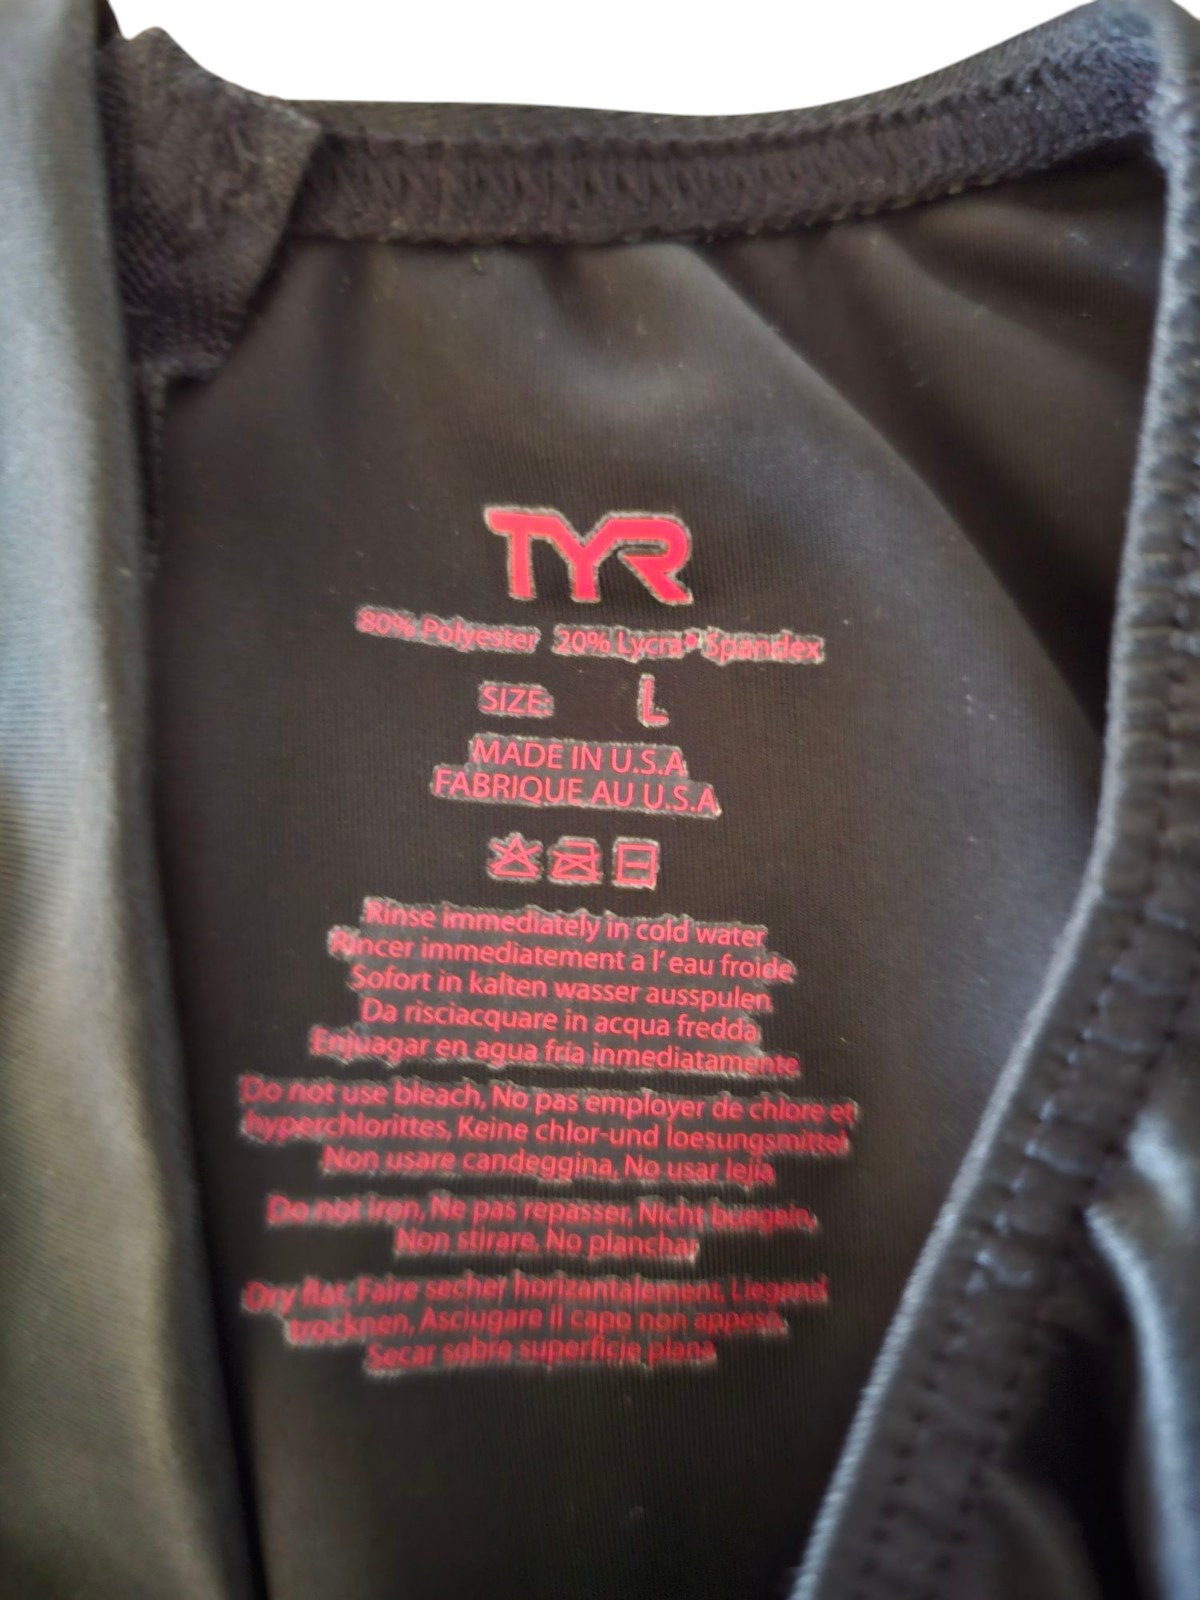 TYR
80% Polyester 20% Lycra® Spandex
SIZE: L
MADE IN U.S.A
FABRIQUE AU U.S.A
Rinse immediately in cold water
Rincer immediatement a l' eau froide
Sofort in kalten wasser ausspulen
Da risciacquare in acqua fredda
Enjuagar en agua fria inmediatamente
Do not use bleach, No pas employer de chlore et
hyperchlorittes, Keine chlor-und loesungsmittel
Non usare candeggina, No usar lejia
Do not iron, Ne pas repasser, Nicht buegeln,
Non stirare, No planchar
Dry flat, Faire secher horizantalement, Liegend
trocknen, Asciugare il capo non appeso,
Secar sobre superficie plana